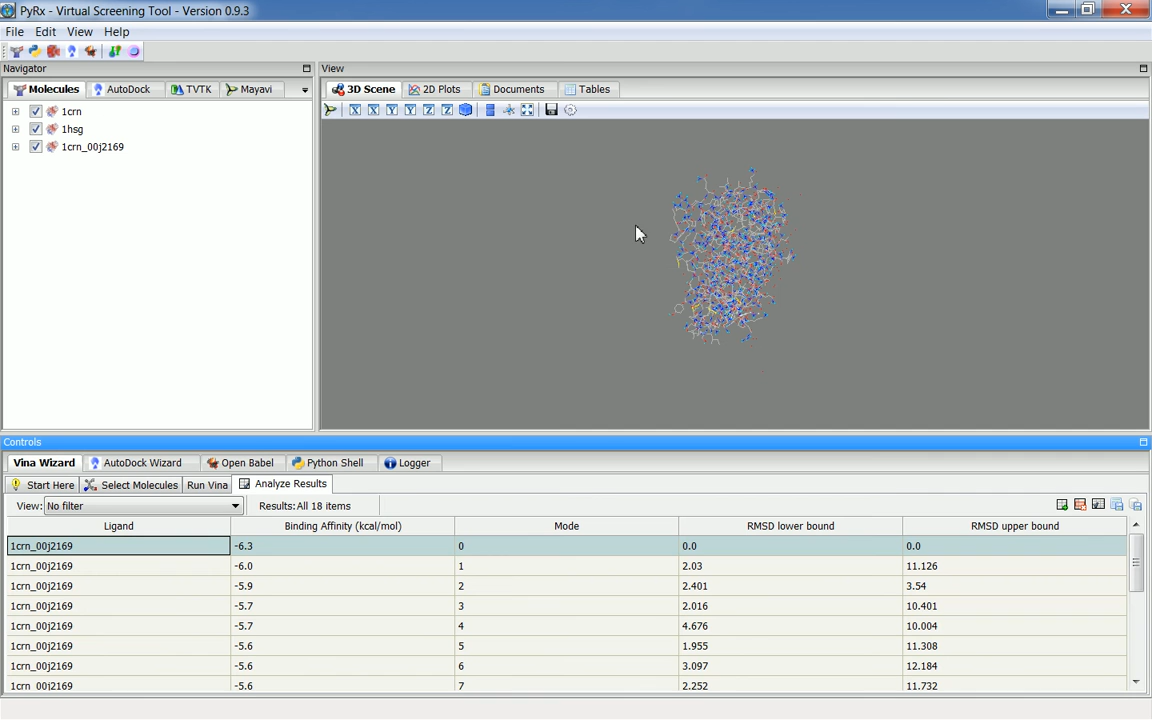 PyRx - Virtual Screening Tool - Version 0.9.3
File Edit View Help
Navigator
View
Molecules AutoDock TVTK Mayavi
3D Scene 2D Plots Documents Tables
X X Y Y Z Z
1crn
1hsg
1crn_00j2169
Controls
Vina Wizard AutoDock Wizard Open Babel Python Shell Logger
Start Here Select Molecules Run Vina Analyze Results
View: No filter Results:All 18 items
Ligand Binding Affinity (kcal/mol) Mode RMSD lower bound RMSD upper bound
1crn_00j2169 -6.3 0 0.0 0.0
1crn_00j2169 -6.0 1 2.03 11.126
1crn_00j2169 -5.9 2 2.401 3.54
1crn_00j2169 -5.7 3 2.016 10.401
1crn_00j2169 -5.7 4 4.676 10.004
1crn_00j2169 -5.6 5 1.955 11.308
1crn_00j2169 -5.6 6 3.097 12.184
1crn_00j2169 -5.6 7 2.252 11.732